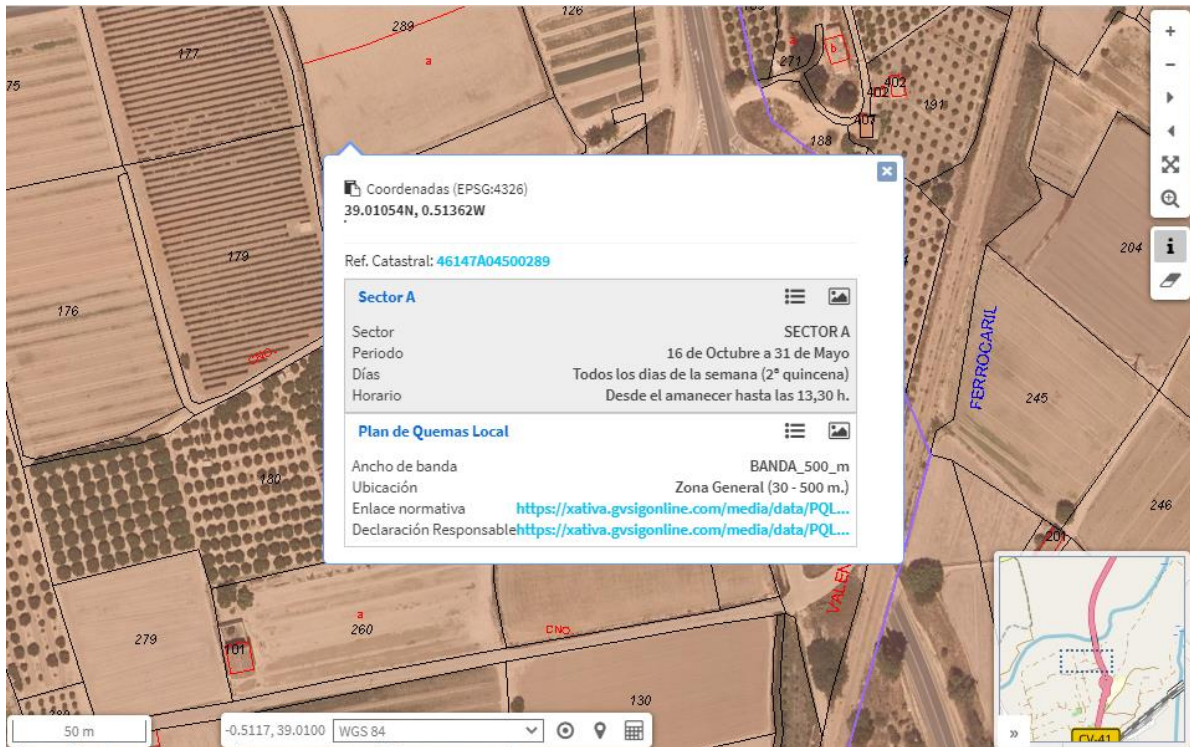 289
126
177
a
271
b
75
402
402
191
407
188
Coordenadas (EPSG:4326)
39.01054N, 0.51362W
Ref. Catastral: 46147A04500289
Sector A
Sector SECTOR A
Periodo 16 de Octubre a 31 de Mayo
Días Todos los dias de la semana (2ª quincena)
Horario Desde el amanecer hasta las 13,30 h.
Plan de Quemas Local
Ancho de banda BANDA_500_m
Ubicación Zona General (30 - 500 m.)
Enlace normativa https://xativa.gvsigonline.com/media/data/PQL...
Declaración Responsable https://xativa.gvsigonline.com/media/data/PQL...
179
204
176
FERROCARIL
245
180
246
201
a
260
CNO
279
101
130
50 m
-0.5117, 39.0100
WGS 84
»
CV-41